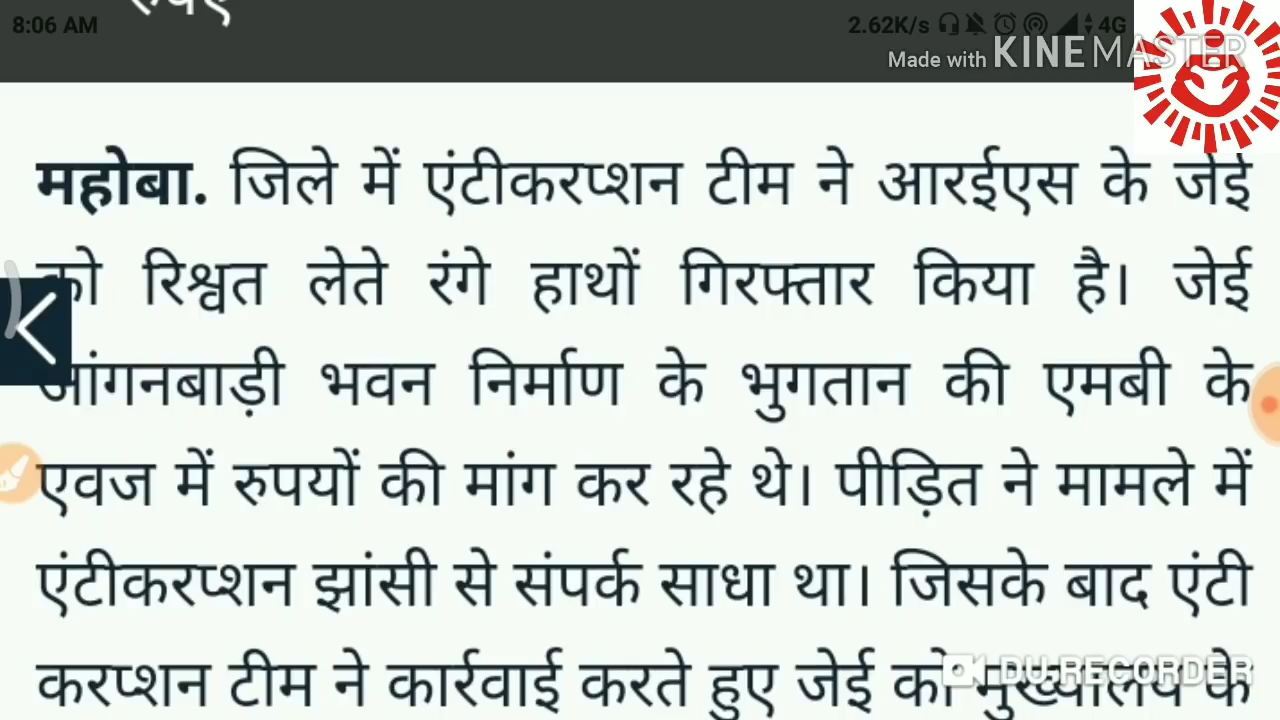 8:06 AM 2.62K/s 4G
Made with KINEMASTER
महोबा. जिले में एंटीकरप्शन टीम ने आरईएस के जेई
को रिश्वत लेते रंगे हाथों गिरफ्तार किया है। जेई
आंगनबाड़ी भवन निर्माण के भुगतान की एमबी के
एवज में रुपयों की मांग कर रहे थे। पीड़ित ने मामले में
एंटीकरप्शन झांसी से संपर्क साधा था। जिसके बाद एंटी
करप्शन टीम ने कार्रवाई करते हुए जेई को मुख्यालय के
DU RECORDER